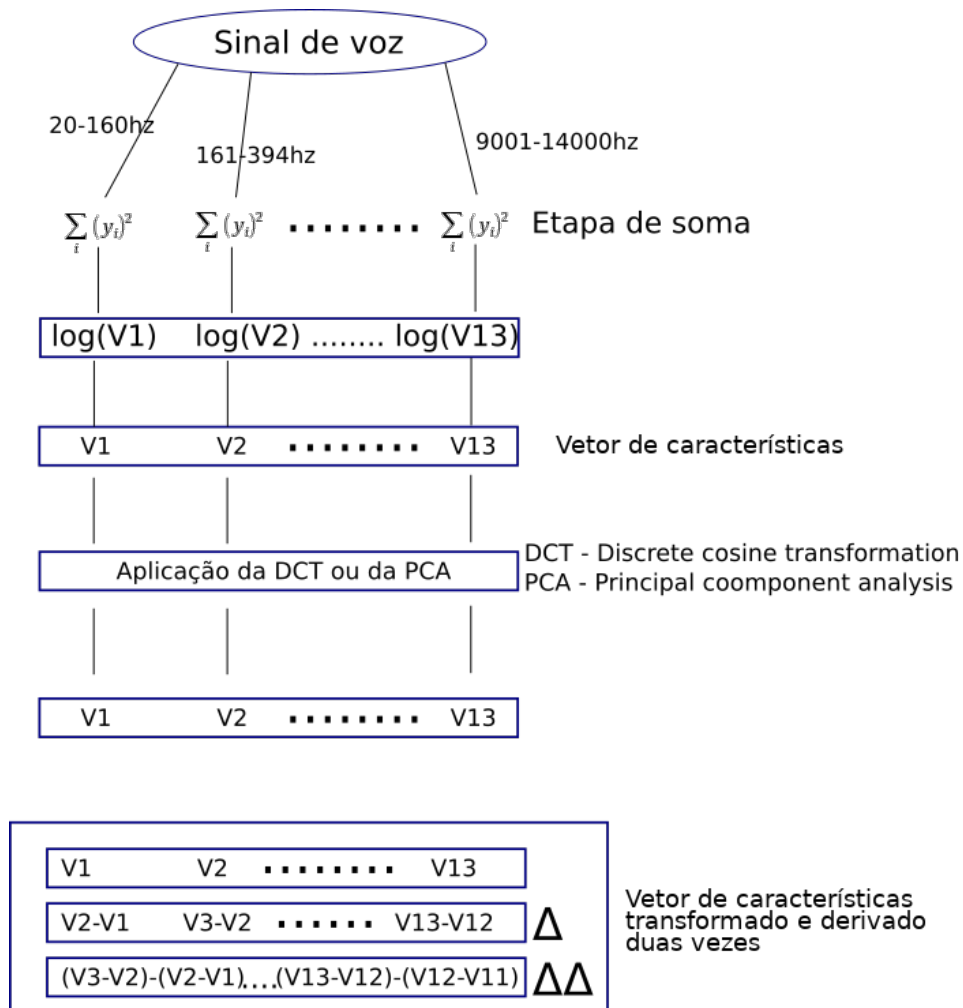 Sinal de voz
20-160hz
161-394hz
9001-14000hz
∑i (yi)² ∑i (yi)² ........ ∑i (yi)² Etapa de soma
log(V1) log(V2) ........ log(V13)
V1 V2 ........ V13 Vetor de características
Aplicação da DCT ou da PCA
DCT - Discrete cosine transformation
PCA - Principal coomponent analysis
V1 V2 ........ V13
V1 V2 ........ V13
V2-V1 V3-V2 ...... V13-V12 Δ
(V3-V2)-(V2-V1)....(V13-V12)-(V12-V11) ΔΔ
Vetor de características
transformado e derivado
duas vezes